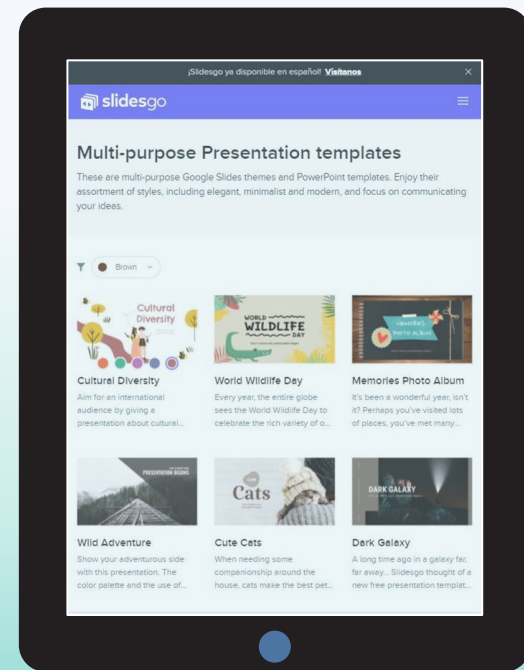 ¡Slidesgo ya disponible en español! Visítanos
slidesgo
Multi-purpose Presentation templates
These are multi-purpose Google Slides themes and PowerPoint templates. Enjoy their
assortment of styles, including elegant, minimalist and modern, and focus on communicating
your ideas.
Brown
Cultural
Diversity
Cultural Diversity
Aim for an international
audience by giving a
presentation about cultural...
WORLD
WILDLIFE
DAY
World Wildlife Day
Every year, the entire globe
sees the World Wildlife Day to
celebrate the rich variety of o...
MEMORIES
PHOTO ALBUM
Memories Photo Album
It's been a wonderful year, isn't
it? Perhaps you've visited lots
of places, you've met many...
PRESENTATION BEGINS
Wild Adventure
Show your adventurous side
with this presentation. The
color palette and the use of...
Cats
Cute Cats
When needing some
companionship around the
house, cats make the best pet...
DARK GALAXY
Dark Galaxy
A long time ago in a galaxy far,
far away... Slidesgo thought of a
new free presentation templat...